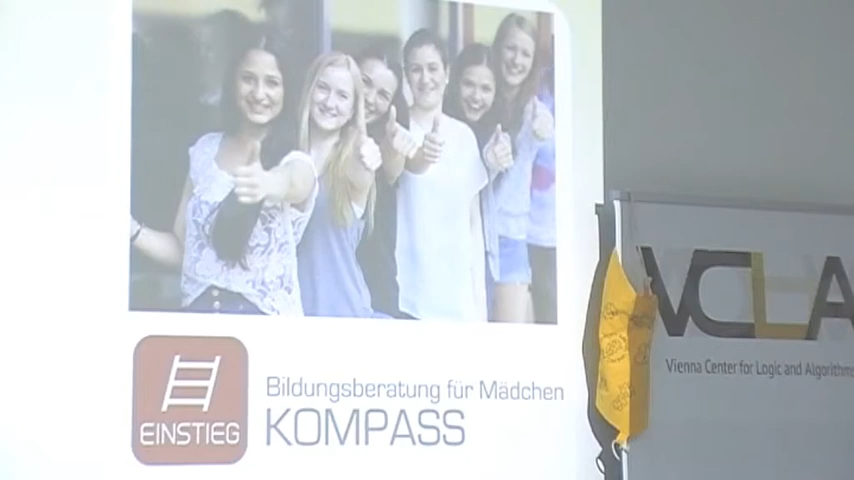 EINSTIEG
Bildungsberatung für Mädchen
KOMPASS
VCLA
Vienna Center for Logic and Algorithms